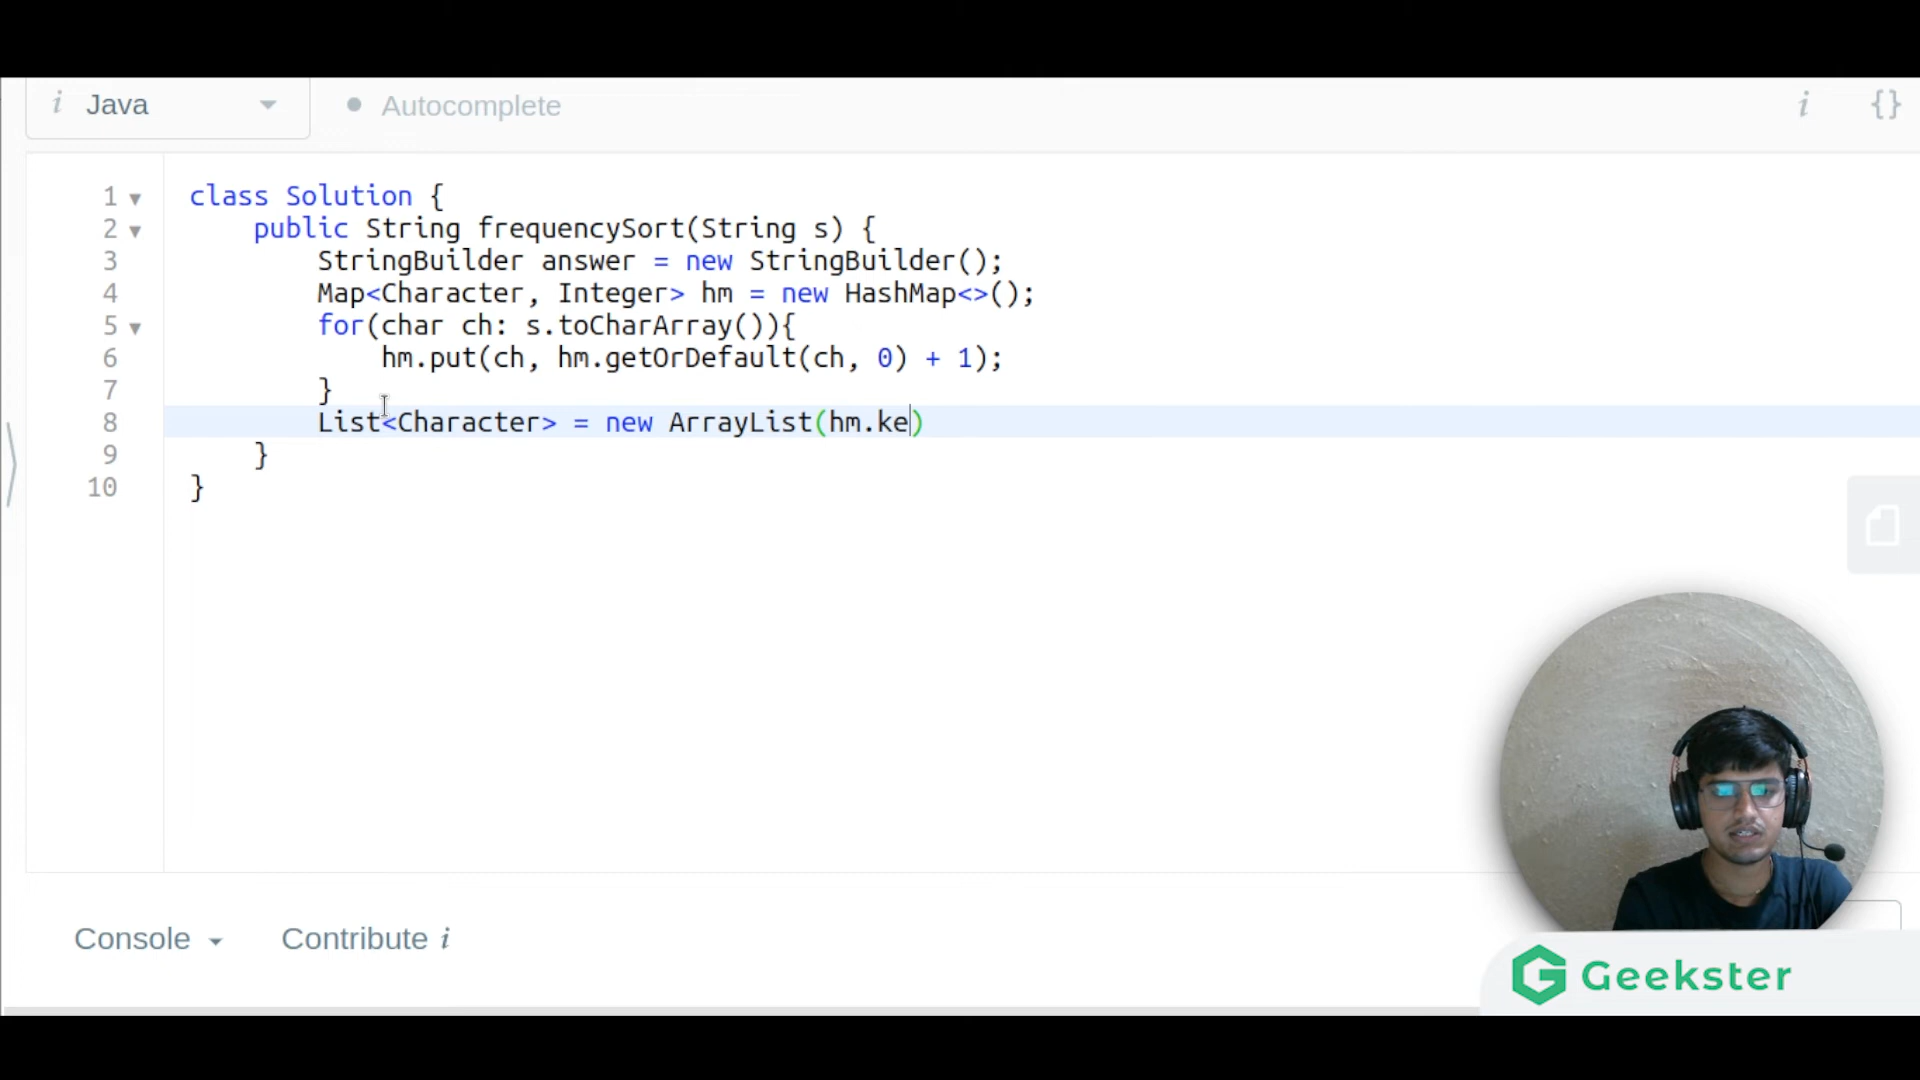 i Java Autocomplete i {}
1 class Solution {
2 public String frequencySort(String s) {
3 StringBuilder answer = new StringBuilder();
4 Map<Character, Integer> hm = new HashMap<>();
5 for(char ch: s.toCharArray()){
6 hm.put(ch, hm.getOrDefault(ch, 0) + 1);
7 }
8 List<Character> = new ArrayList(hm.ke)
9 }
10 }
Console Contribute i
Geekster